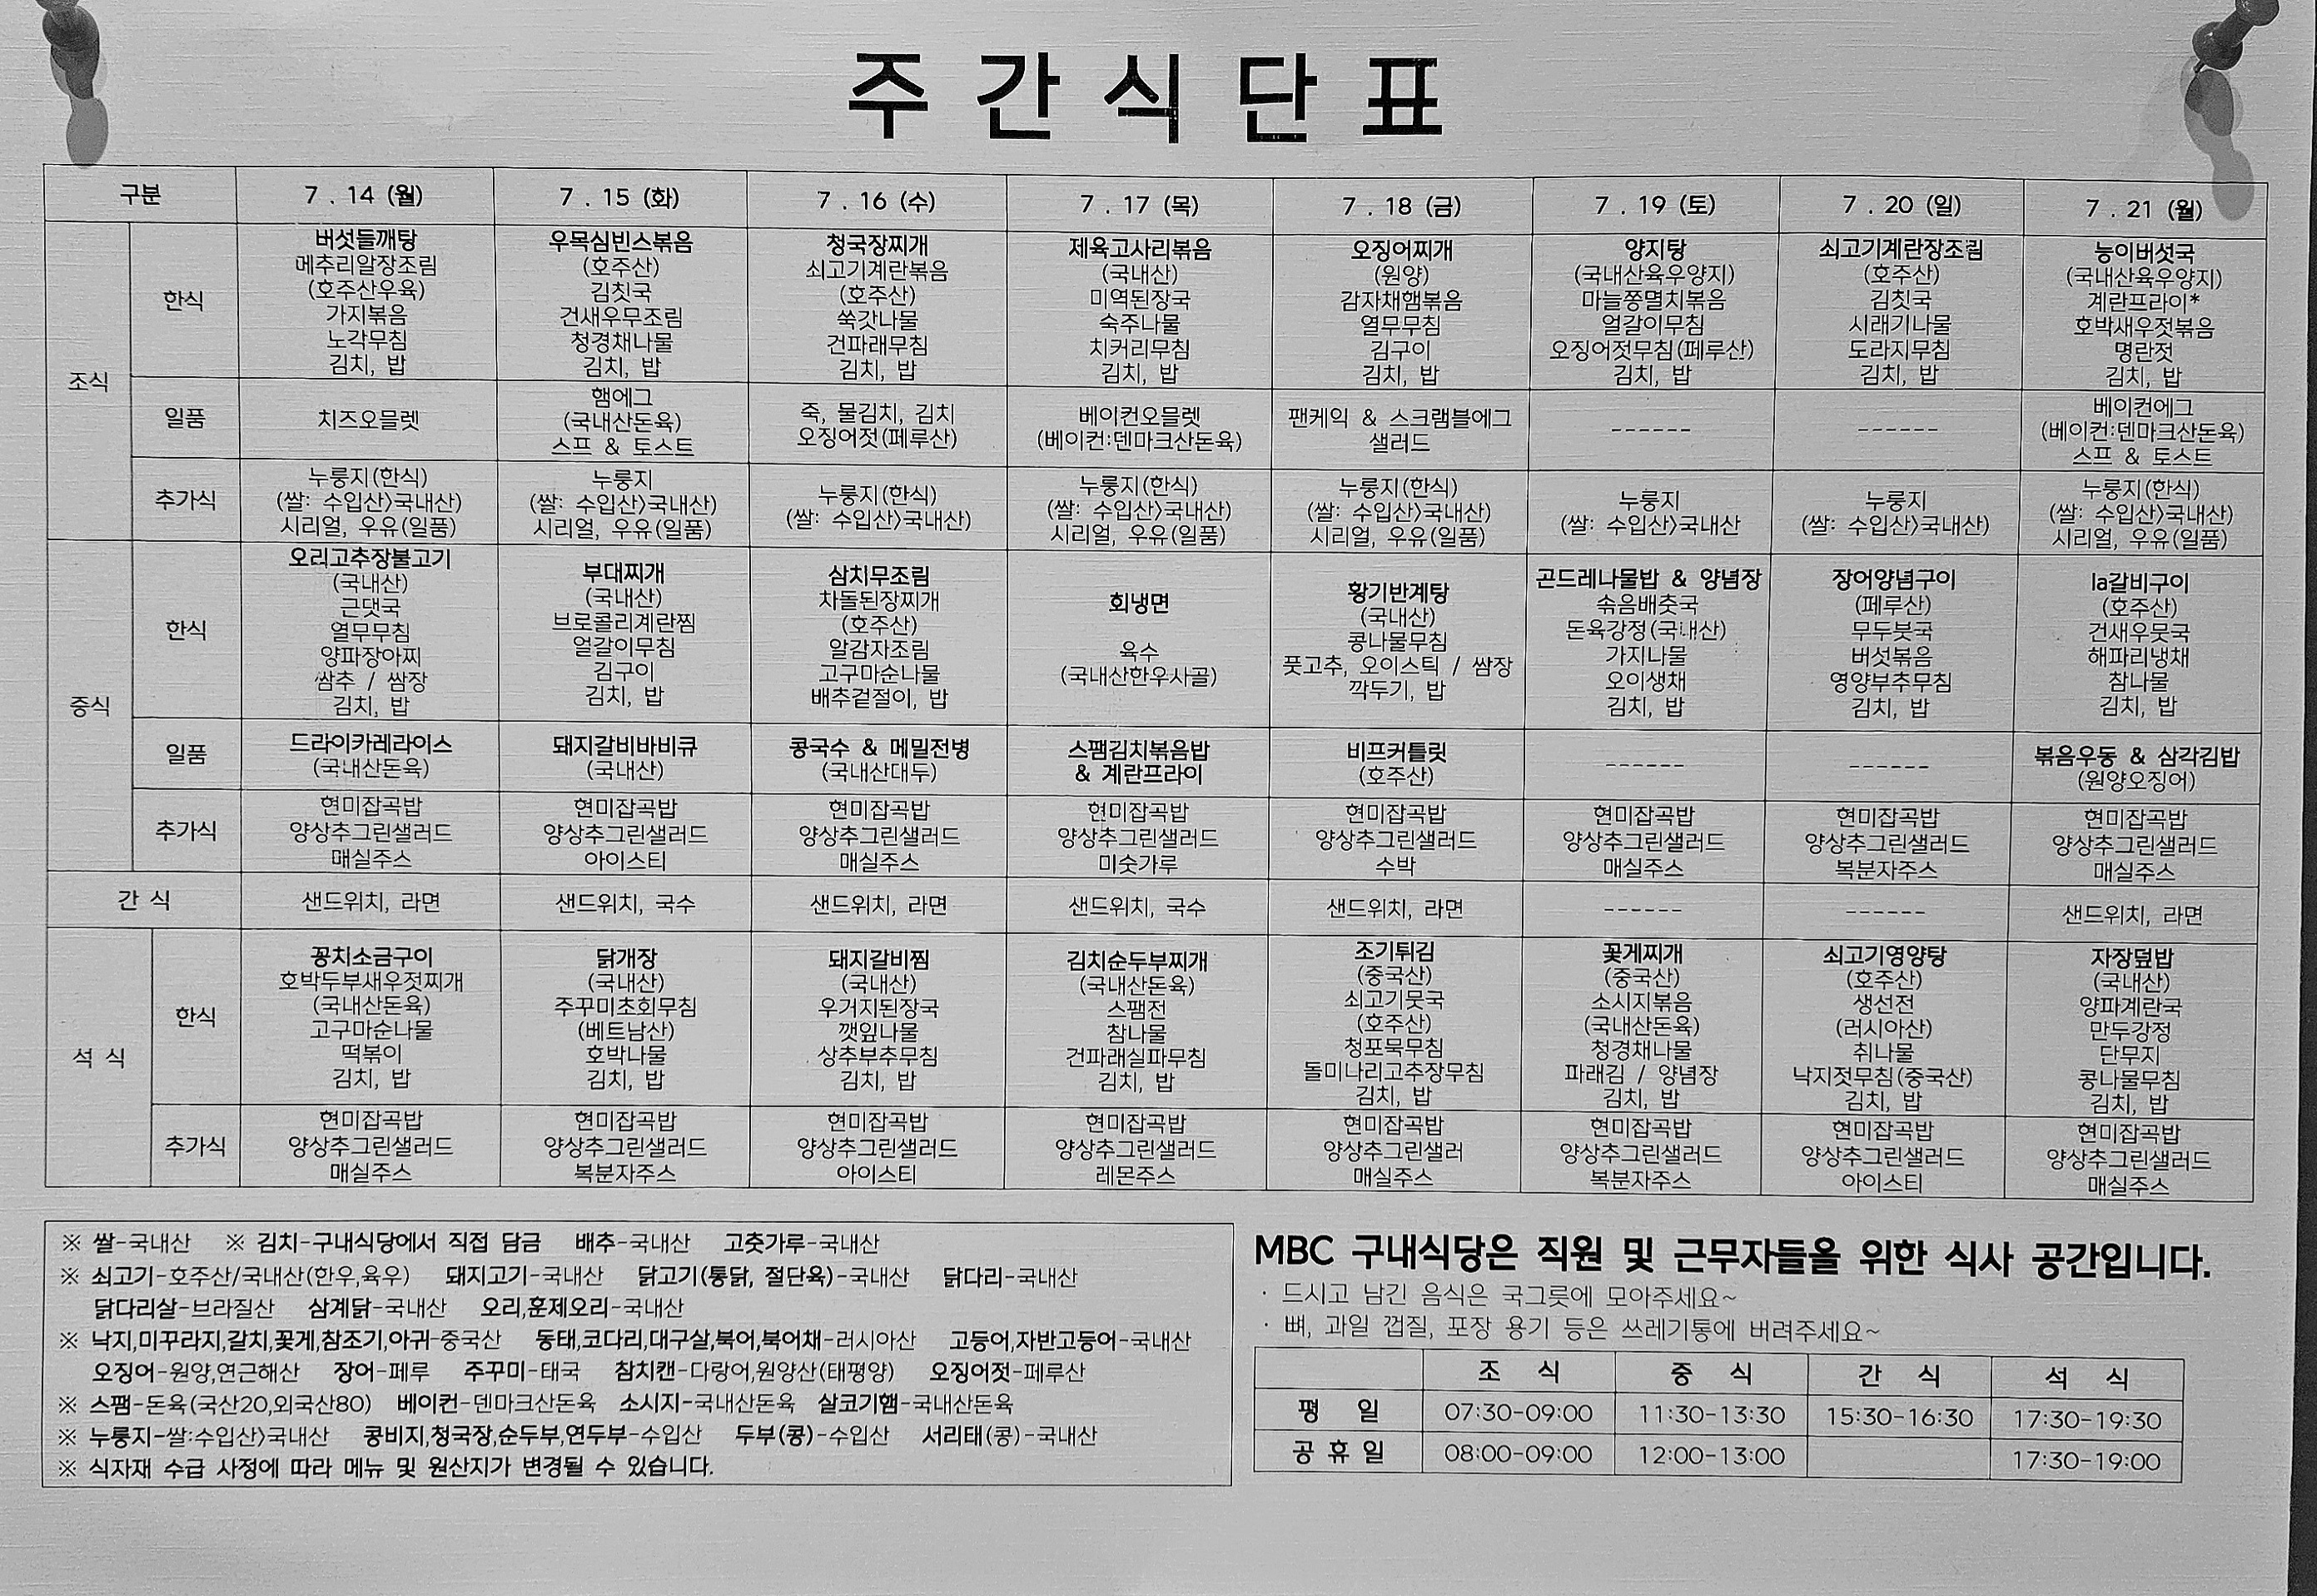 주간식단표
구분 7 . 14 (월) 7 . 15 (화) 7 . 16 (수) 7 . 17 (목) 7 . 18 (금) 7 . 19 (토) 7 . 20 (일) 7 . 21 (월)
조식
한식
버섯들깨탕
메추리알장조림
(호주산우육)
가지볶음
노각무침
김치, 밥
우목심빈스볶음
(호주산)
김칫국
건새우무조림
청경채나물
김치, 밥
청국장찌개
쇠고기계란볶음
(호주산)
쑥갓나물
건파래무침
김치, 밥
제육고사리볶음
(국내산)
미역된장국
숙주나물
치커리무침
김치, 밥
오징어찌개
(원양)
감자채햄볶음
열무무침
김구이
김치, 밥
양지탕
(국내산육우양지)
마늘쫑멸치볶음
얼갈이무침
오징어젓무침(페루산)
김치, 밥
쇠고기계란장조림
(호주산)
김칫국
시래기나물
도라지무침
김치, 밥
능이버섯국
(국내산육우양지)
계란프라이*
호박새우젓볶음
명란젓
김치, 밥
일품
치즈오믈렛
햄에그
(국내산돈육)
스프 & 토스트
죽, 물김치, 김치
오징어젓(페루산)
베이컨오믈렛
(베이컨:덴마크산돈육)
팬케익 & 스크램블에그
샐러드
------
------
베이컨에그
(베이컨:덴마크산돈육)
스프 & 토스트
추가식
누룽지(한식)
(쌀: 수입산>국내산)
시리얼, 우유(일품)
누룽지
(쌀: 수입산>국내산)
시리얼, 우유(일품)
누룽지(한식)
(쌀: 수입산>국내산)
누룽지(한식)
(쌀: 수입산>국내산)
시리얼, 우유(일품)
누룽지(한식)
(쌀: 수입산>국내산)
시리얼, 우유(일품)
누룽지
(쌀: 수입산>국내산
누룽지
(쌀: 수입산>국내산)
누룽지(한식)
(쌀: 수입산>국내산)
시리얼, 우유(일품)
중식
한식
오리고추장불고기
(국내산)
근댓국
열무무침
양파장아찌
쌈추 / 쌈장
김치, 밥
부대찌개
(국내산)
브로콜리계란찜
얼갈이무침
김구이
김치, 밥
삼치무조림
차돌된장찌개
(호주산)
알감자조림
고구마순나물
배추겉절이, 밥
회냉면
육수
(국내산한우사골)
황기반계탕
(국내산)
콩나물무침
풋고추, 오이스틱 / 쌈장
깍두기, 밥
곤드레나물밥 & 양념장
솎음배춧국
돈육강정(국내산)
가지나물
오이생채
김치, 밥
장어양념구이
(페루산)
무두붓국
버섯볶음
영양부추무침
김치, 밥
la갈비구이
(호주산)
건새우뭇국
해파리냉채
참나물
김치, 밥
일품
드라이카레라이스
(국내산돈육)
돼지갈비바비큐
(국내산)
콩국수 & 메밀전병
(국내산대두)
스팸김치볶음밥
& 계란프라이
비프커틀릿
(호주산)
------
------
볶음우동 & 삼각김밥
(원양오징어)
추가식
현미잡곡밥
양상추그린샐러드
매실주스
현미잡곡밥
양상추그린샐러드
아이스티
현미잡곡밥
양상추그린샐러드
매실주스
현미잡곡밥
양상추그린샐러드
미숫가루
현미잡곡밥
양상추그린샐러드
수박
현미잡곡밥
양상추그린샐러드
매실주스
현미잡곡밥
양상추그린샐러드
복분자주스
현미잡곡밥
양상추그린샐러드
매실주스
간 식 샌드위치, 라면 샌드위치, 국수 샌드위치, 라면 샌드위치, 국수 샌드위치, 라면 ------ ------ 샌드위치, 라면
석 식
한식
꽁치소금구이
호박두부새우젓찌개
(국내산돈육)
고구마순나물
떡볶이
김치, 밥
닭개장
(국내산)
주꾸미초회무침
(베트남산)
호박나물
김치, 밥
돼지갈비찜
(국내산)
우거지된장국
깻잎나물
상추부추무침
김치, 밥
김치순두부찌개
(국내산돈육)
스팸전
참나물
건파래실파무침
김치, 밥
조기튀김
(중국산)
쇠고기뭇국
(호주산)
청포묵무침
돌미나리고추장무침
김치, 밥
꽃게찌개
(중국산)
소시지볶음
(국내산돈육)
청경채나물
파래김 / 양념장
김치, 밥
쇠고기영양탕
(호주산)
생선전
(러시아산)
취나물
낙지젓무침(중국산)
김치, 밥
자장덮밥
(국내산)
양파계란국
만두강정
단무지
콩나물무침
김치, 밥
추가식
현미잡곡밥
양상추그린샐러드
매실주스
현미잡곡밥
양상추그린샐러드
복분자주스
현미잡곡밥
양상추그린샐러드
아이스티
현미잡곡밥
양상추그린샐러드
레몬주스
현미잡곡밥
양상추그린샐러
매실주스
현미잡곡밥
양상추그린샐러드
복분자주스
현미잡곡밥
양상추그린샐러드
아이스티
현미잡곡밥
양상추그린샐러드
매실주스
※ 쌀-국내산 ※ 김치-구내식당에서 직접 담금 배추-국내산 고춧가루-국내산
※ 쇠고기-호주산/국내산(한우,육우) 돼지고기-국내산 닭고기(통닭, 절단육)-국내산 닭다리-국내산
닭다리살-브라질산 삼계닭-국내산 오리,훈제오리-국내산
※ 낙지,미꾸라지,갈치,꽃게,참조기,아귀-중국산 동태,코다리,대구살,북어,북어채-러시아산 고등어,자반고등어-국내산
오징어-원양,연근해산 장어-페루 주꾸미-태국 참치캔-다랑어,원양산(태평양) 오징어젓-페루산
※ 스팸-돈육(국산20,외국산80) 베이컨-덴마크산돈육 소시지-국내산돈육 살코기햄-국내산돈육
※ 누룽지-쌀:수입산>국내산 콩비지,청국장,순두부,연두부-수입산 두부(콩)-수입산 서리태(콩)-국내산
※ 식자재 수급 사정에 따라 메뉴 및 원산지가 변경될 수 있습니다.
MBC 구내식당은 직원 및 근무자들을 위한 식사 공간입니다.
· 드시고 남긴 음식은 국그릇에 모아주세요~
· 뼈, 과일 껍질, 포장 용기 등은 쓰레기통에 버려주세요~
조 식 중 식 간 식 석 식
평 일 07:30-09:00 11:30-13:30 15:30-16:30 17:30-19:30
공 휴 일 08:00-09:00 12:00-13:00 17:30-19:00